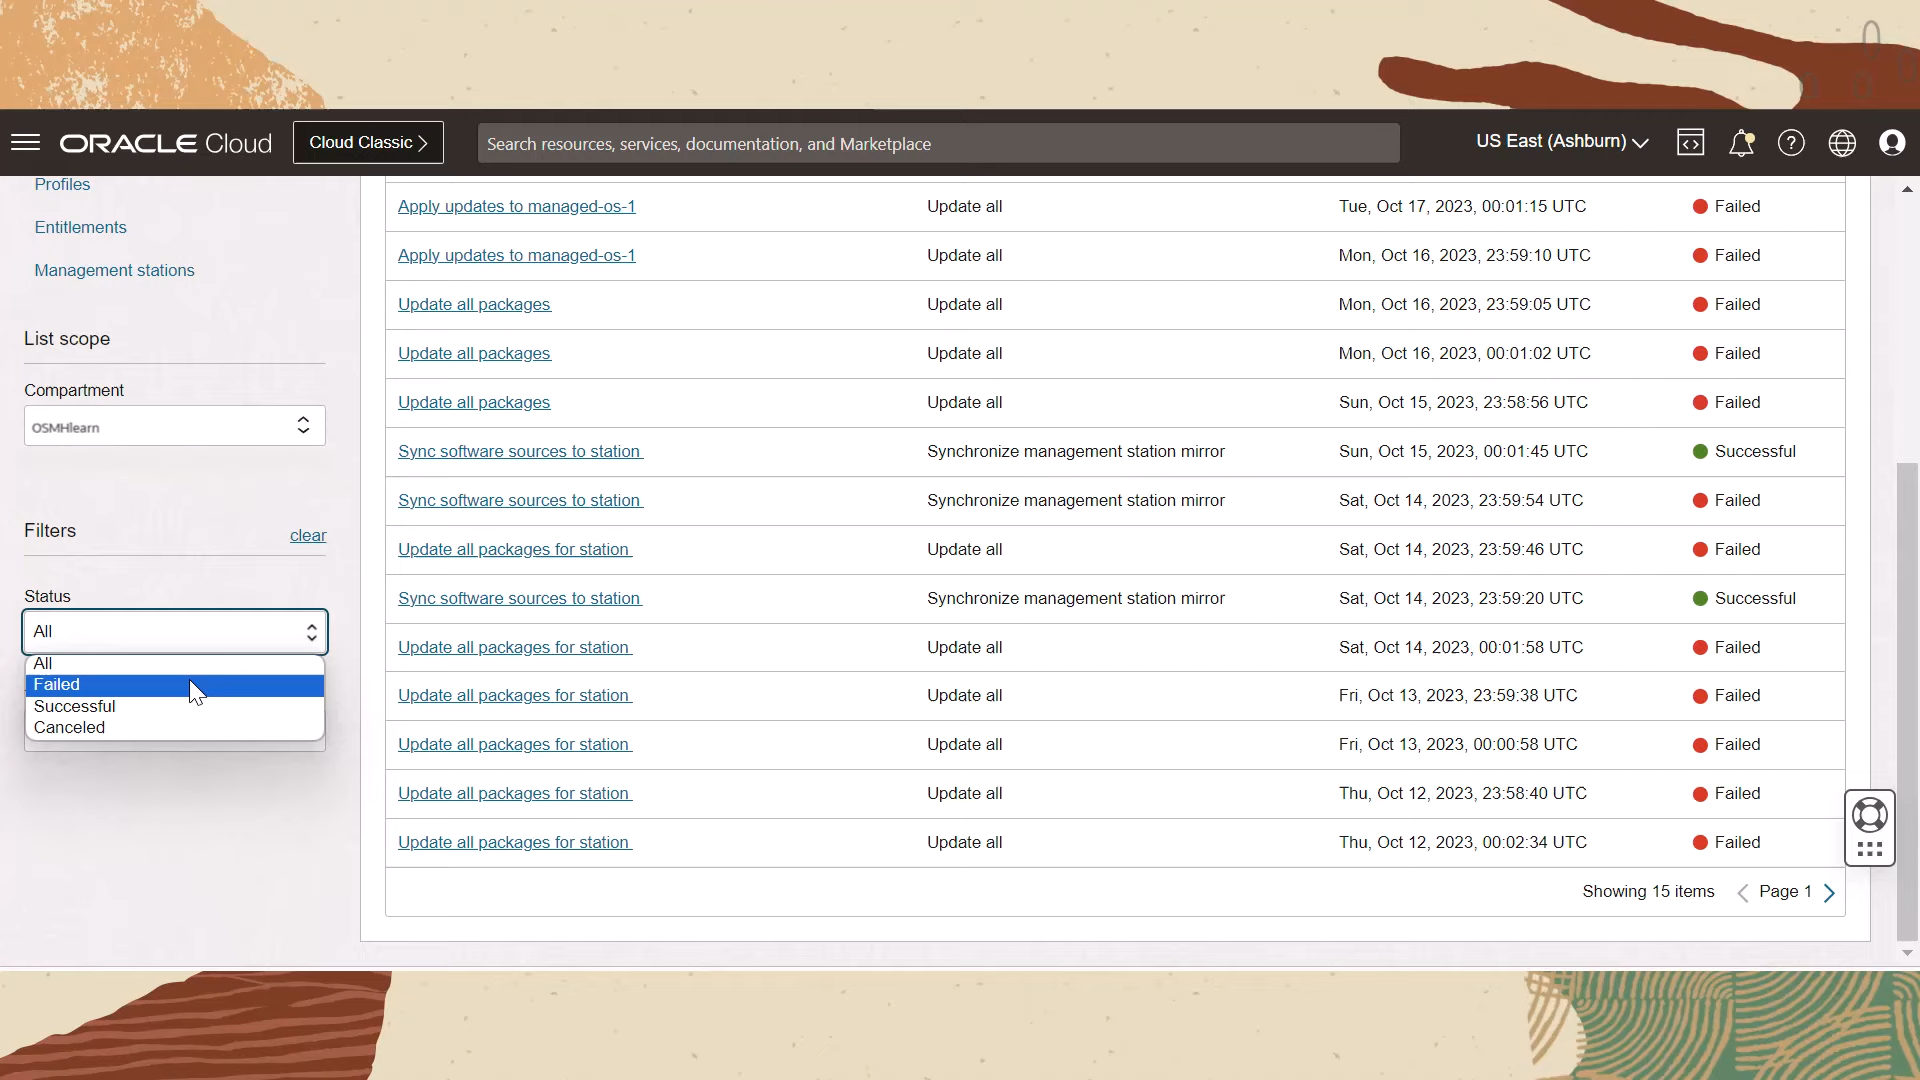 ORACLE Cloud
Cloud Classic
Search resources, services, documentation, and Marketplace
US East (Ashburn)
Profiles
Entitlements
Management stations
List scope
Compartment
OSMHlearn
Filters
clear
Status
All
All
Failed
Successful
Canceled
Apply updates to managed-os-1 Update all Tue, Oct 17, 2023, 00:01:15 UTC Failed
Apply updates to managed-os-1 Update all Mon, Oct 16, 2023, 23:59:10 UTC Failed
Update all packages Update all Mon, Oct 16, 2023, 23:59:05 UTC Failed
Update all packages Update all Mon, Oct 16, 2023, 00:01:02 UTC Failed
Update all packages Update all Sun, Oct 15, 2023, 23:58:56 UTC Failed
Sync software sources to station Synchronize management station mirror Sun, Oct 15, 2023, 00:01:45 UTC Successful
Sync software sources to station Synchronize management station mirror Sat, Oct 14, 2023, 23:59:54 UTC Failed
Update all packages for station Update all Sat, Oct 14, 2023, 23:59:46 UTC Failed
Sync software sources to station Synchronize management station mirror Sat, Oct 14, 2023, 23:59:20 UTC Successful
Update all packages for station Update all Sat, Oct 14, 2023, 00:01:58 UTC Failed
Update all packages for station Update all Fri, Oct 13, 2023, 23:59:38 UTC Failed
Update all packages for station Update all Fri, Oct 13, 2023, 00:00:58 UTC Failed
Update all packages for station Update all Thu, Oct 12, 2023, 23:58:40 UTC Failed
Update all packages for station Update all Thu, Oct 12, 2023, 00:02:34 UTC Failed
Showing 15 items Page 1